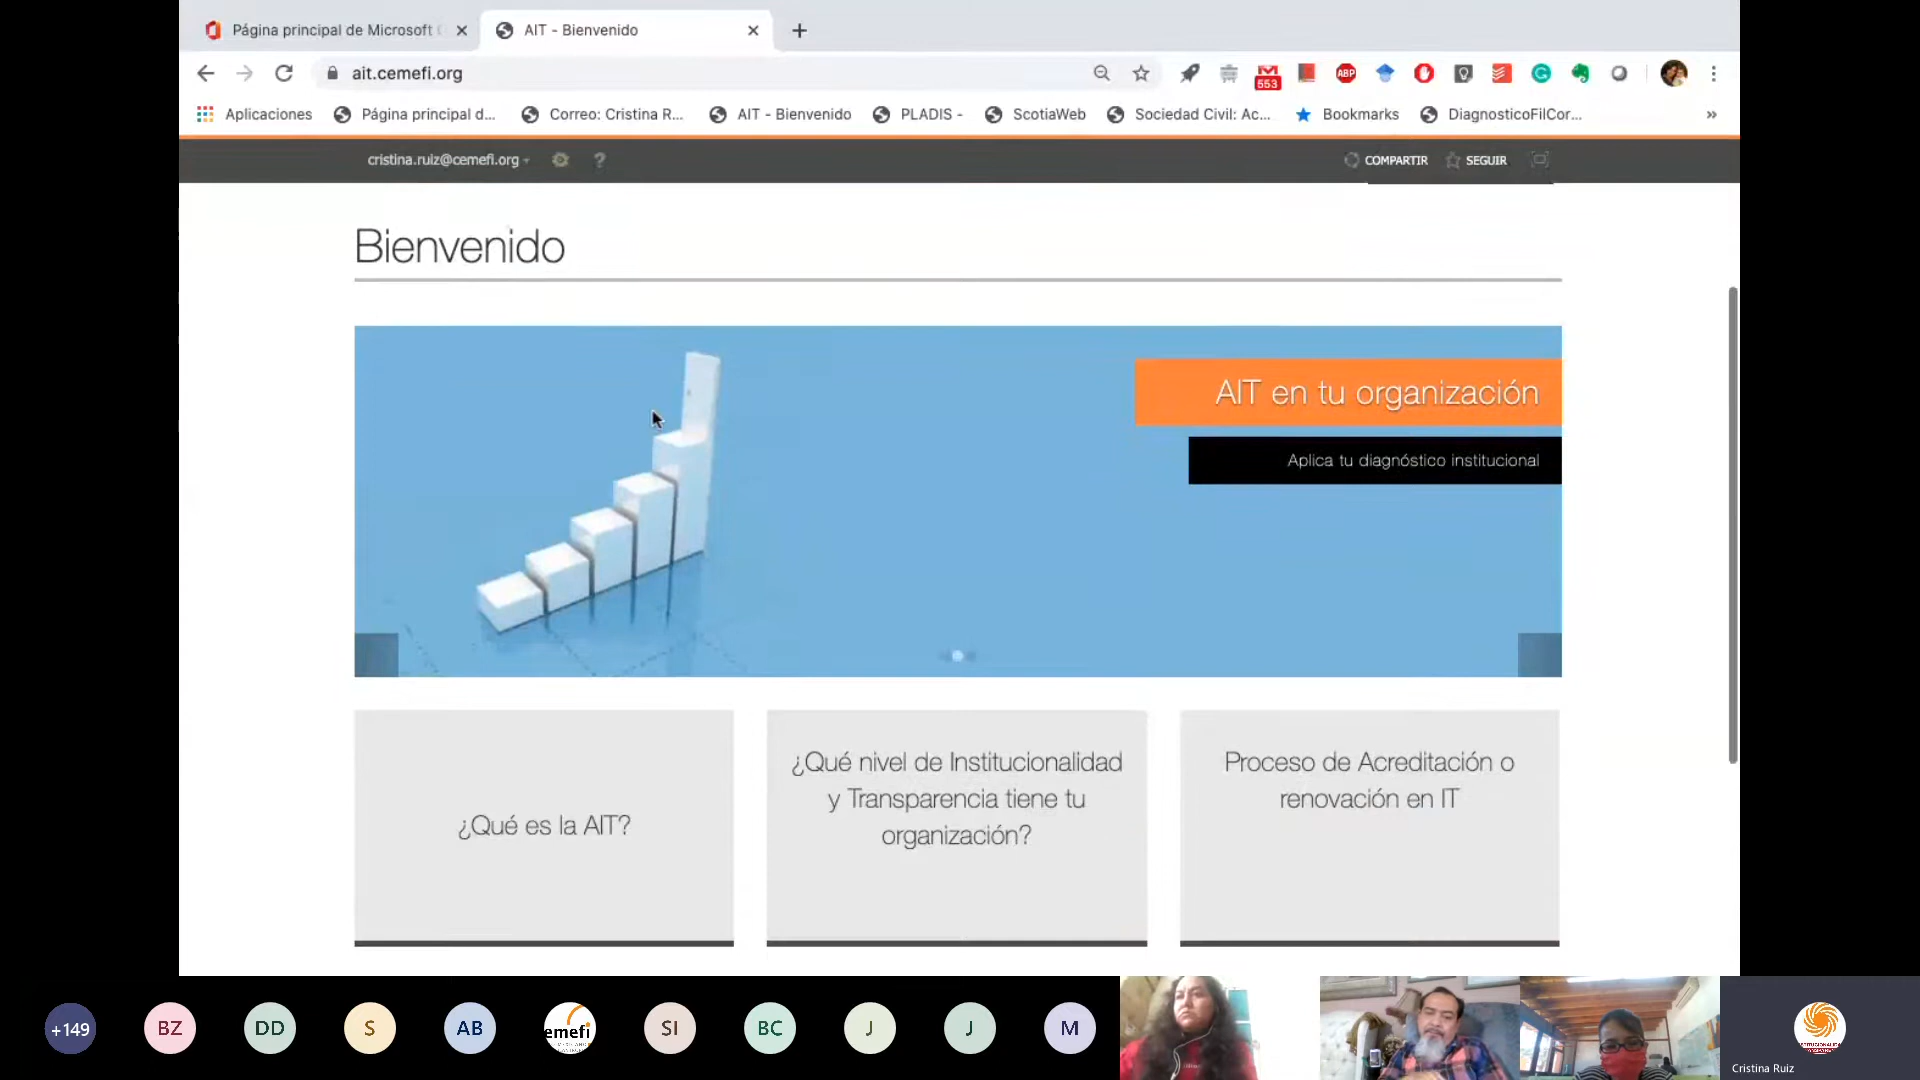 Página principal de Microsoft
AIT - Bienvenido
ait.cemefi.org
553
ABP
Aplicaciones
Página principal d...
Correo: Cristina R...
AIT - Bienvenido
PLADIS -
ScotiaWeb
Sociedad Civil: Ac...
Bookmarks
DiagnosticoFilCor...
»
cristina.ruiz@cemefi.org
?
COMPARTIR
SEGUIR
Bienvenido
AIT en tu organización
Aplica tu diagnóstico institucional
¿Qué es la AIT?
¿Qué nivel de Institucionalidad
y Transparencia tiene tu
organización?
Proceso de Acreditación o
renovación en IT
+149
BZ
DD
S
AB
emefi
SI
BC
J
J
M
Cristina Ruiz